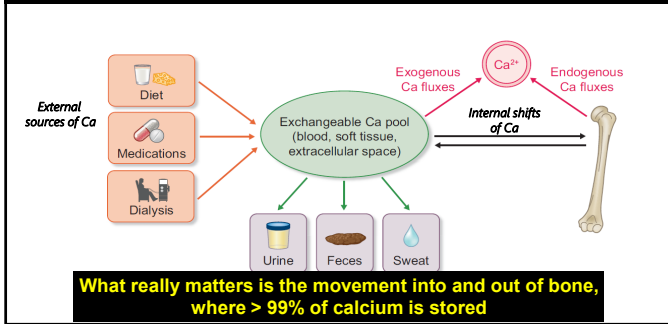 External
sources of Ca
Diet
Medications
Dialysis
Exchangeable Ca pool
(blood, soft tissue,
extracellular space)
Exogenous
Ca fluxes
Ca²⁺
Endogenous
Ca fluxes
Internal shifts
of Ca
Urine
Feces
Sweat
What really matters is the movement into and out of bone,
where > 99% of calcium is stored